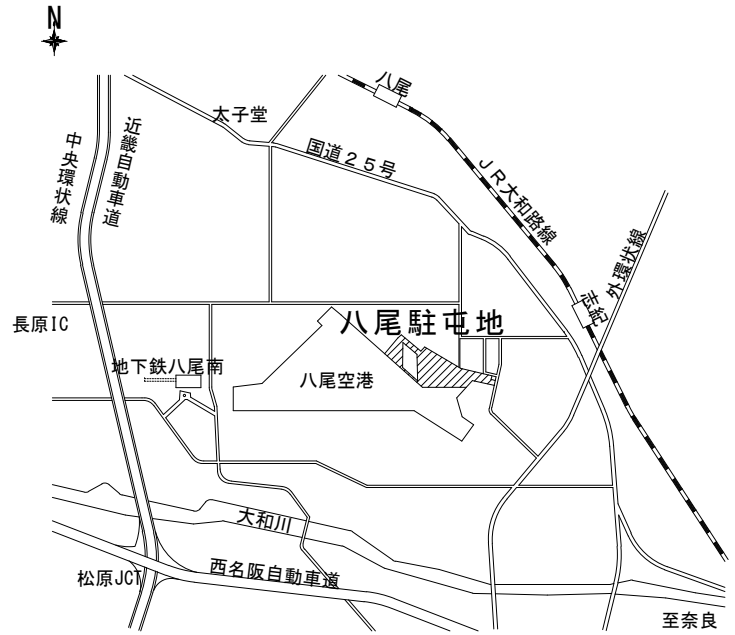 N
八尾
太子堂
国道２５号
近畿自動車道
中央環状線
ＪＲ大和路線
外環状線
志紀
長原IC
八尾駐屯地
地下鉄八尾南
八尾空港
大和川
西名阪自動車道
松原JCT
至奈良